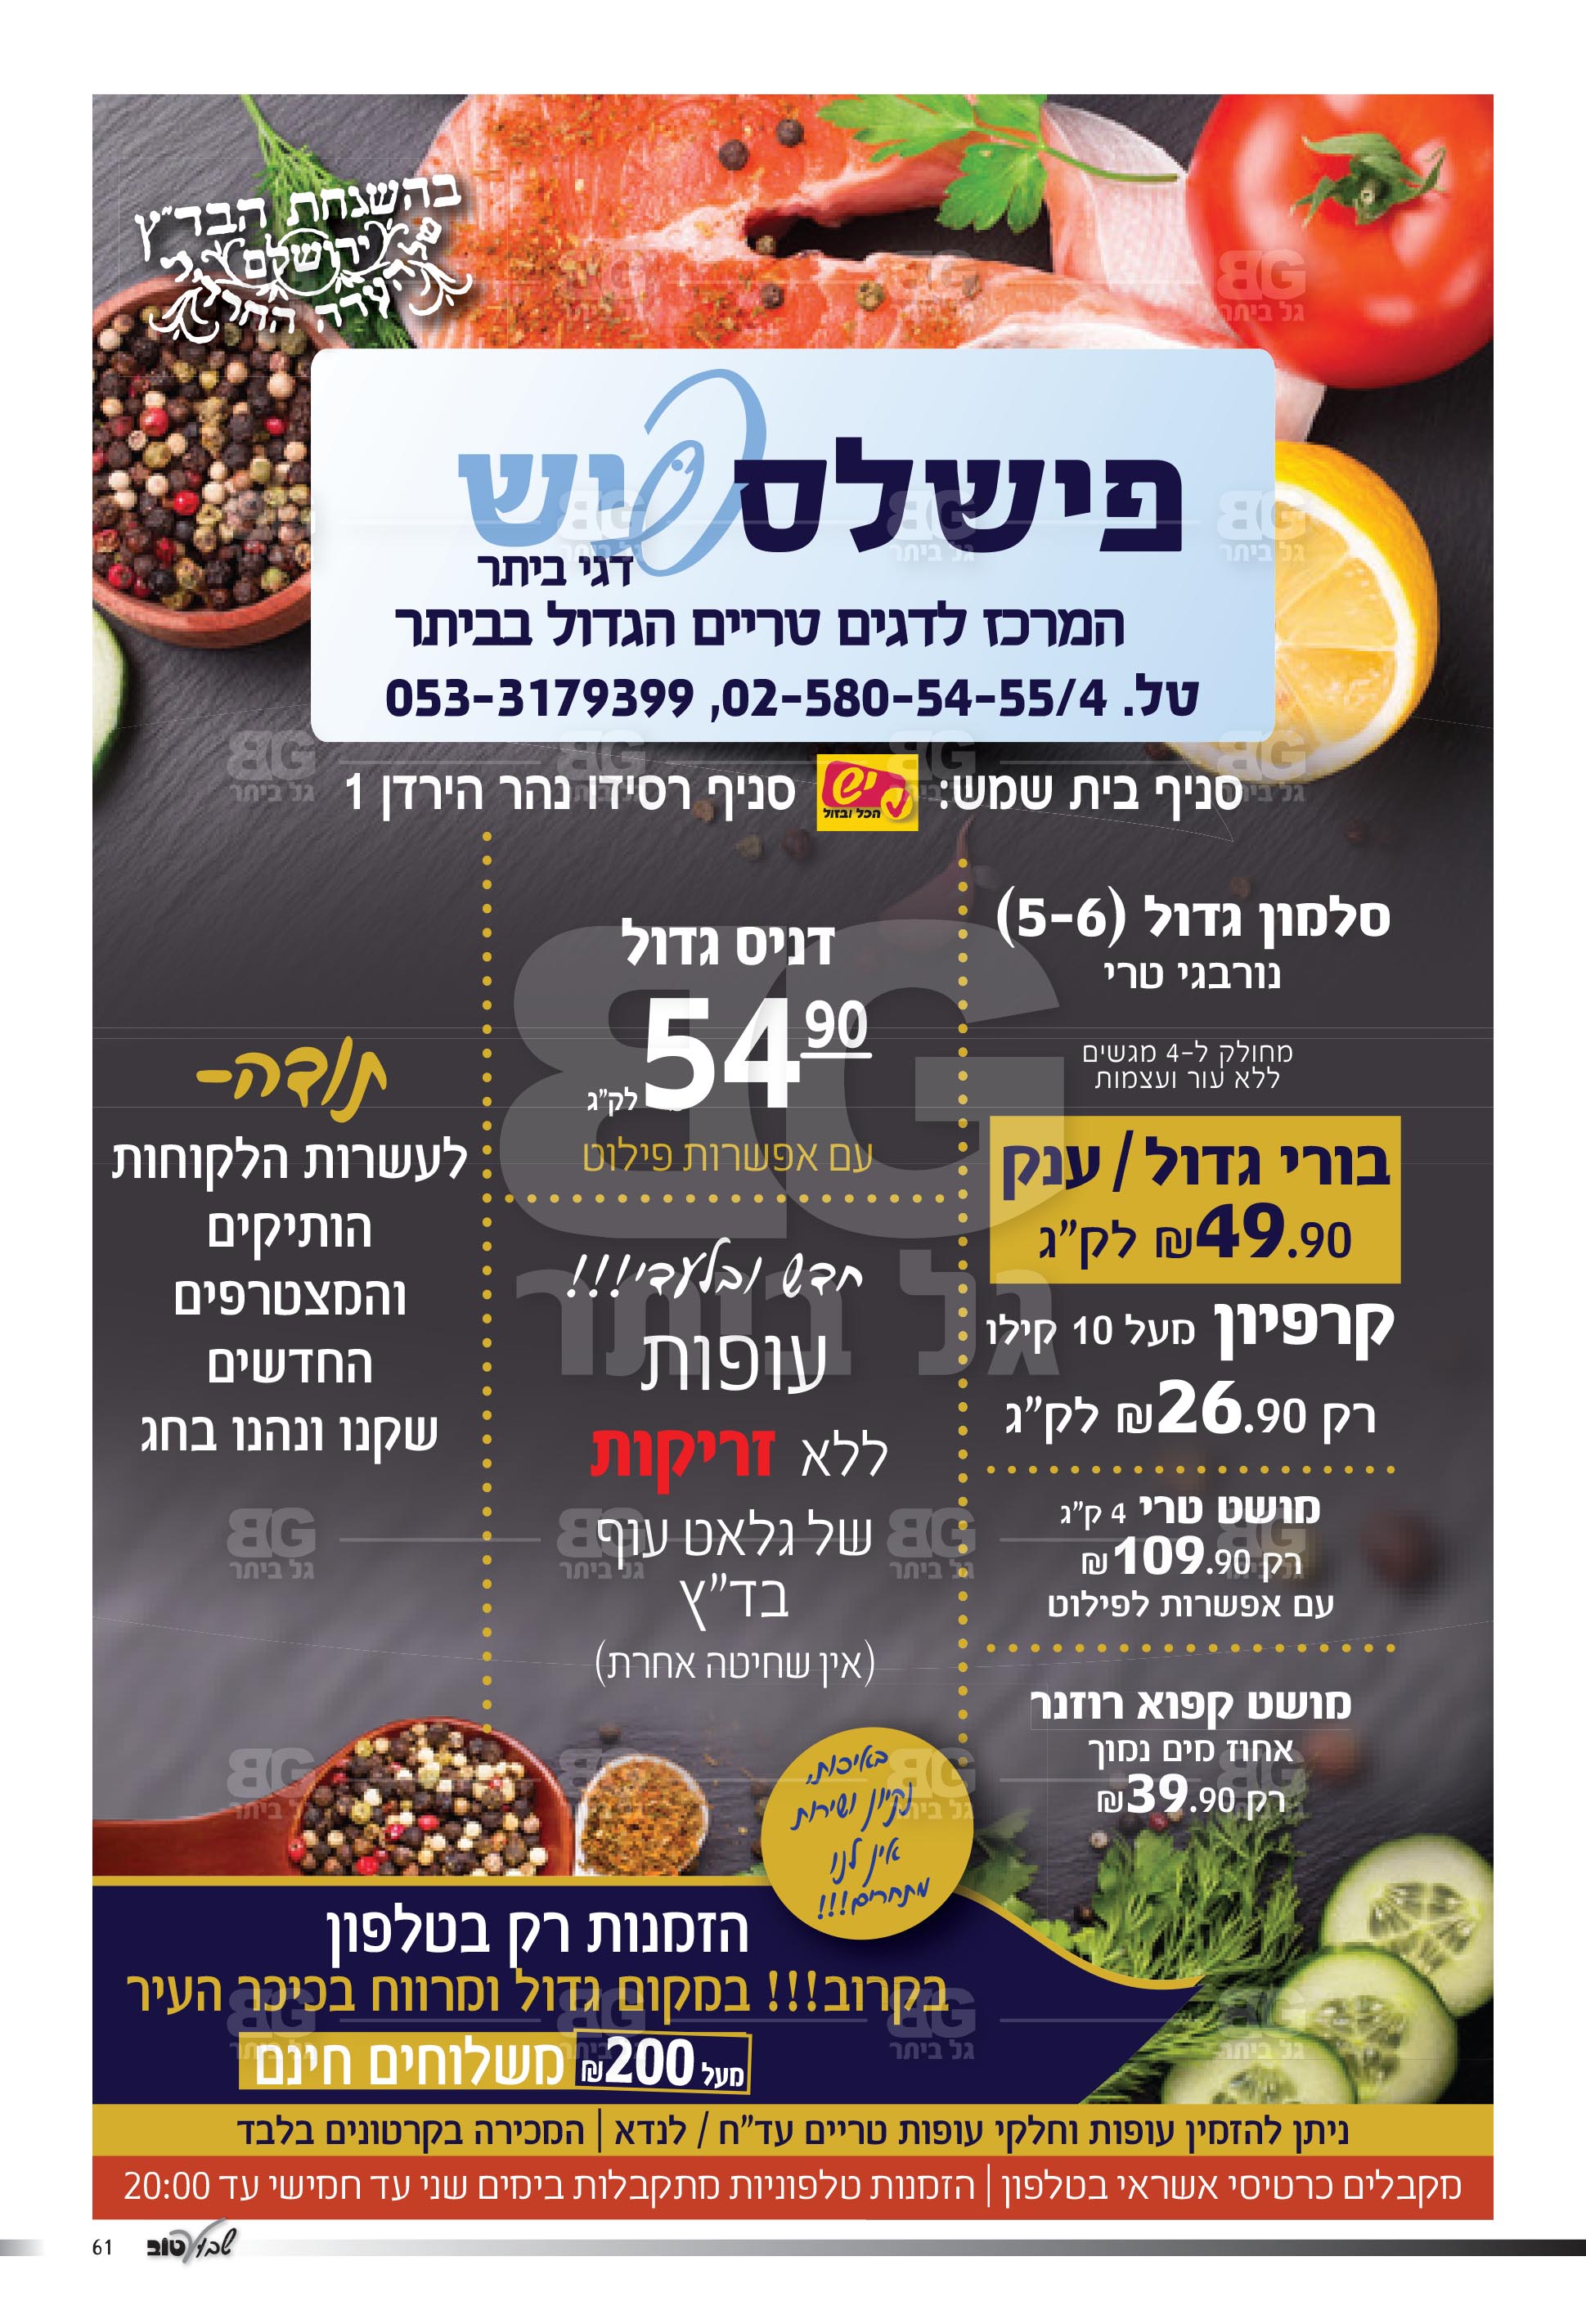 בהשגחת הבד"ץ
ירושלם
העדה החרדית
פישלס פיש
דגי ביתר
המרכז לדגים טריים הגדול בביתר
טל. 02-580-54-55/4, 053-3179399
סניף בית שמש: יש הכל ובזול סניף רסידו נהר הירדן 1
סלמון גדול (5-6)
נורבגי טרי
מחולק ל-4 מגשים
ללא עור ועצמות
בורי גדול / ענק
49.90₪ לק"ג
קרפיון מעל 10 קילו
רק 26.90₪ לק"ג
מושט טרי 4 ק"ג
רק 109.90₪
עם אפשרות לפילוט
מושט קפוא רוזנר
אחוז מים נמוך
רק 39.90₪
דניס גדול
54.90 לק"ג
עם אפשרות פילוט
חדש ובלעדי!!!
עופות
ללא זריקות
של גלאט עוף
בד"ץ
(אין שחיטה אחרת)
תודה-
לעשרות הלקוחות
הותיקים
והמצטרפים
החדשים
שקנו ונהנו בחג
באיכות,
נקיון ושירות
אין לנו
מתחרים!!!
הזמנות רק בטלפון
בקרוב!!! במקום גדול ומרווח בכיכר העיר
מעל 200₪ משלוחים חינם
ניתן להזמין עופות וחלקי עופות טריים עד"ח / לנדא | המכירה בקרטונים בלבד
מקבלים כרטיסי אשראי בטלפון | הזמנות טלפוניות מתקבלות בימים שני עד חמישי עד 20:00
61 שבוע טוב
BG
גל ביתר